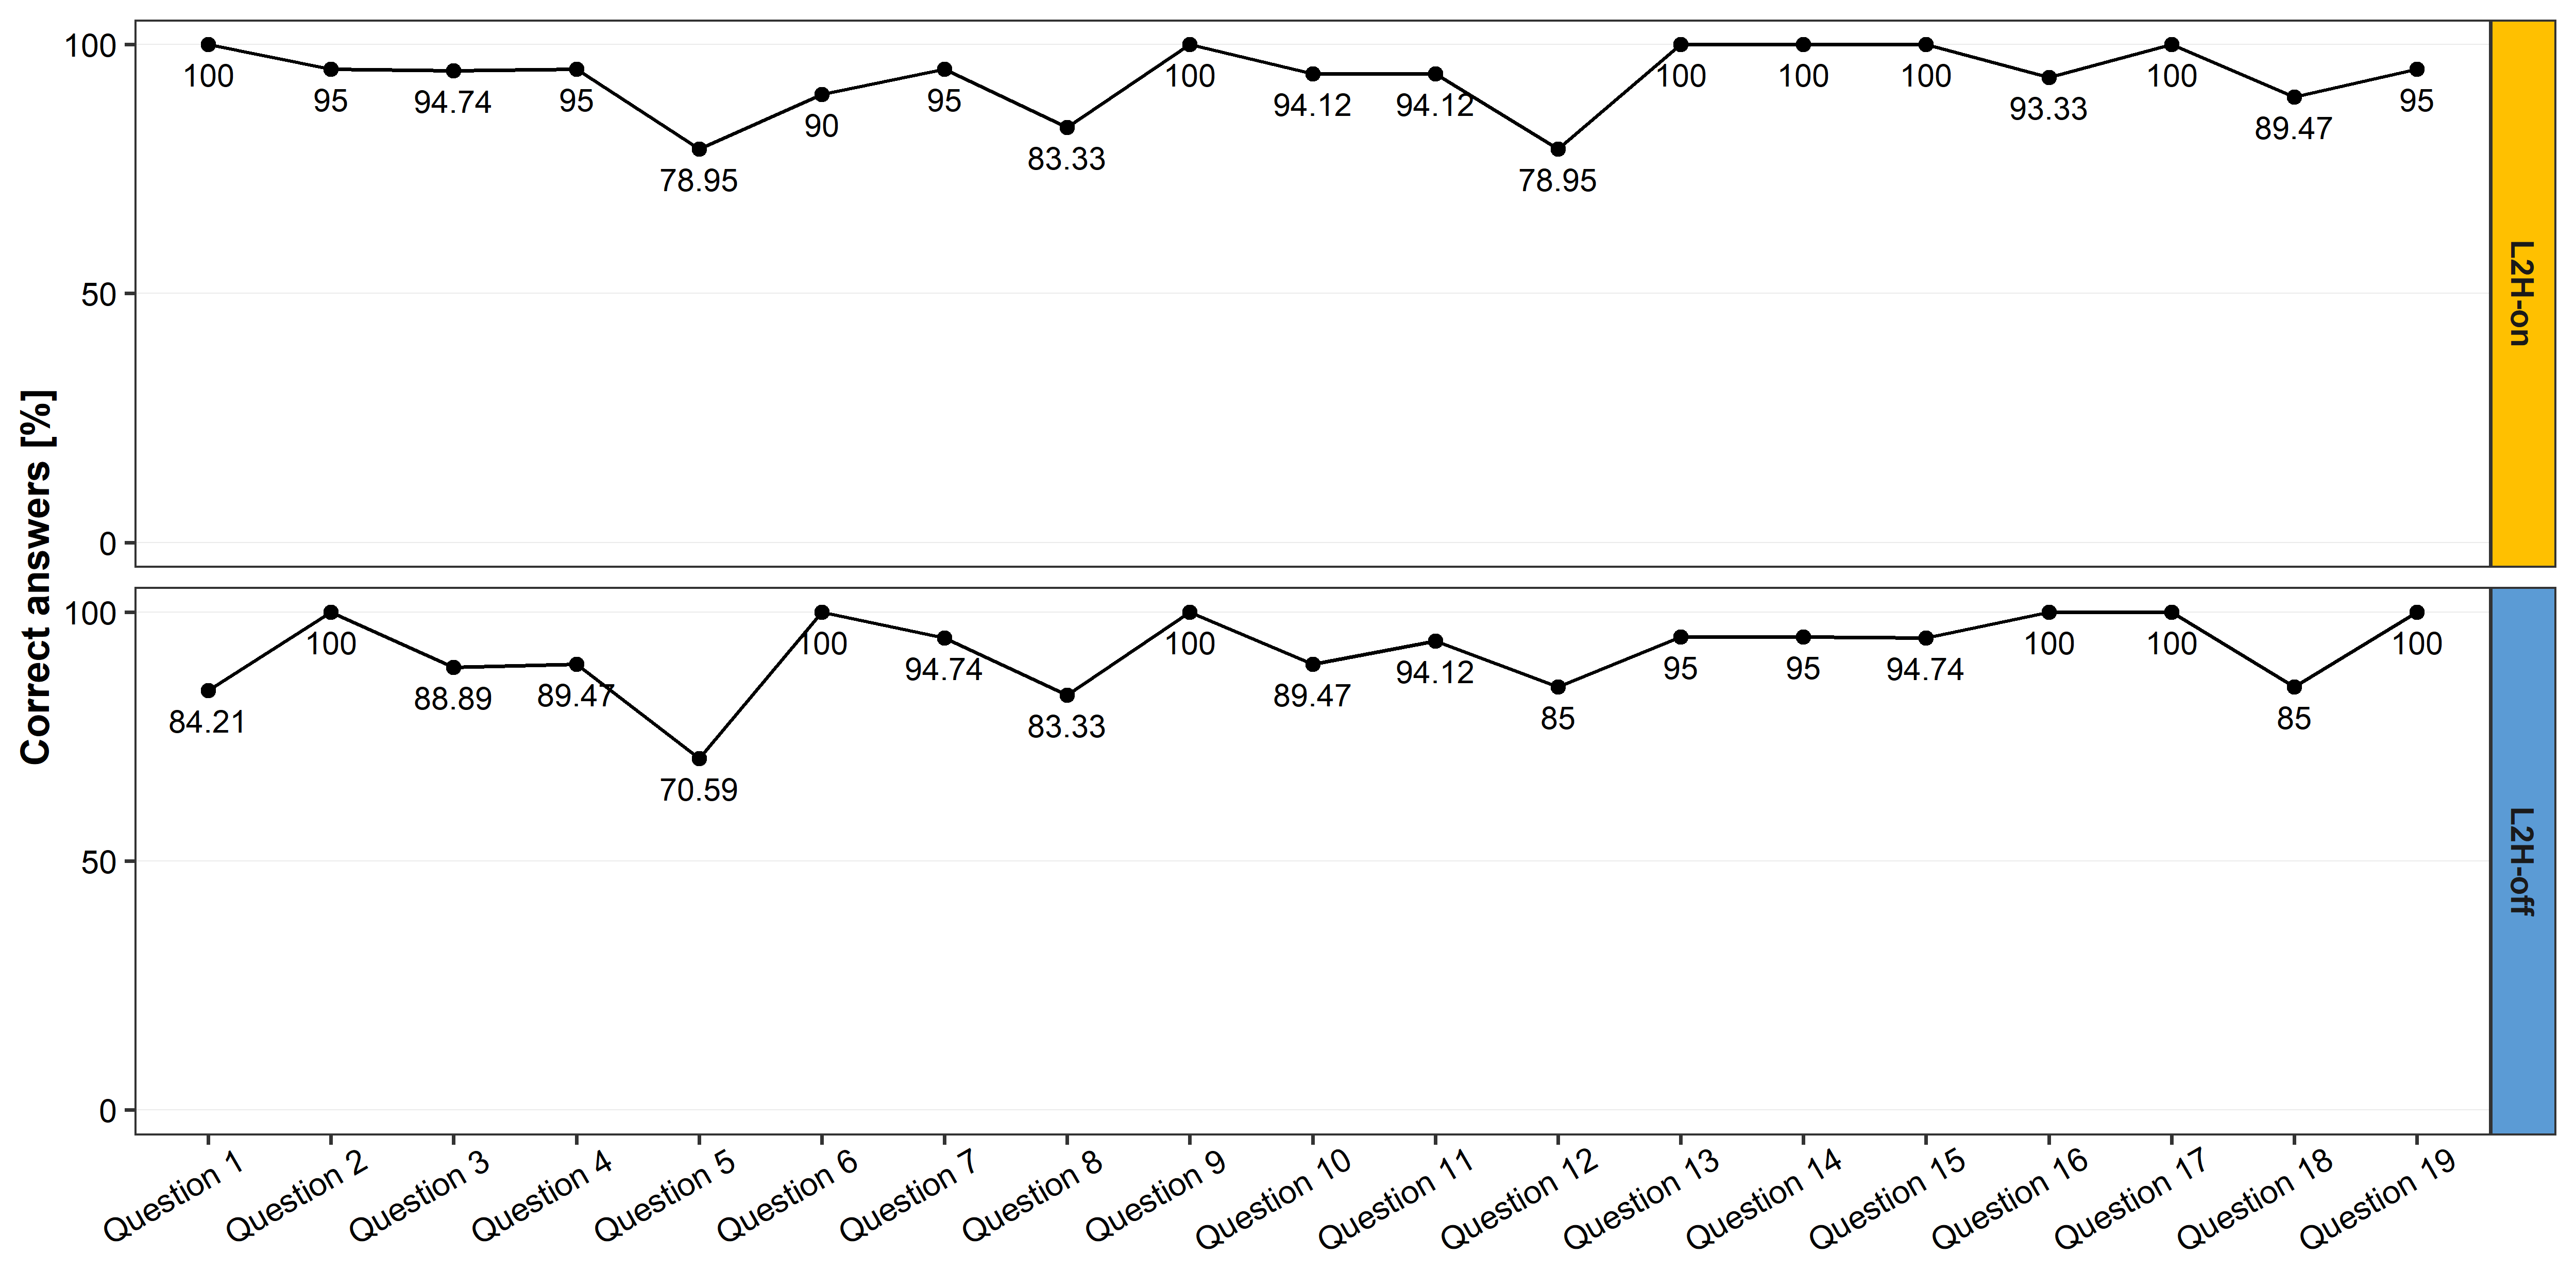 Correct answers [%]
100
50
0
100 95 94.74 95 78.95 90 95 83.33 100 94.12 94.12 78.95 100 100 100 93.33 100 89.47 95
L2H-on
100
50
0
84.21 100 88.89 89.47 70.59 100 94.74 83.33 100 89.47 94.12 85 95 95 94.74 100 100 85 100
L2H-off
Question 1
Question 2
Question 3
Question 4
Question 5
Question 6
Question 7
Question 8
Question 9
Question 10
Question 11
Question 12
Question 13
Question 14
Question 15
Question 16
Question 17
Question 18
Question 19